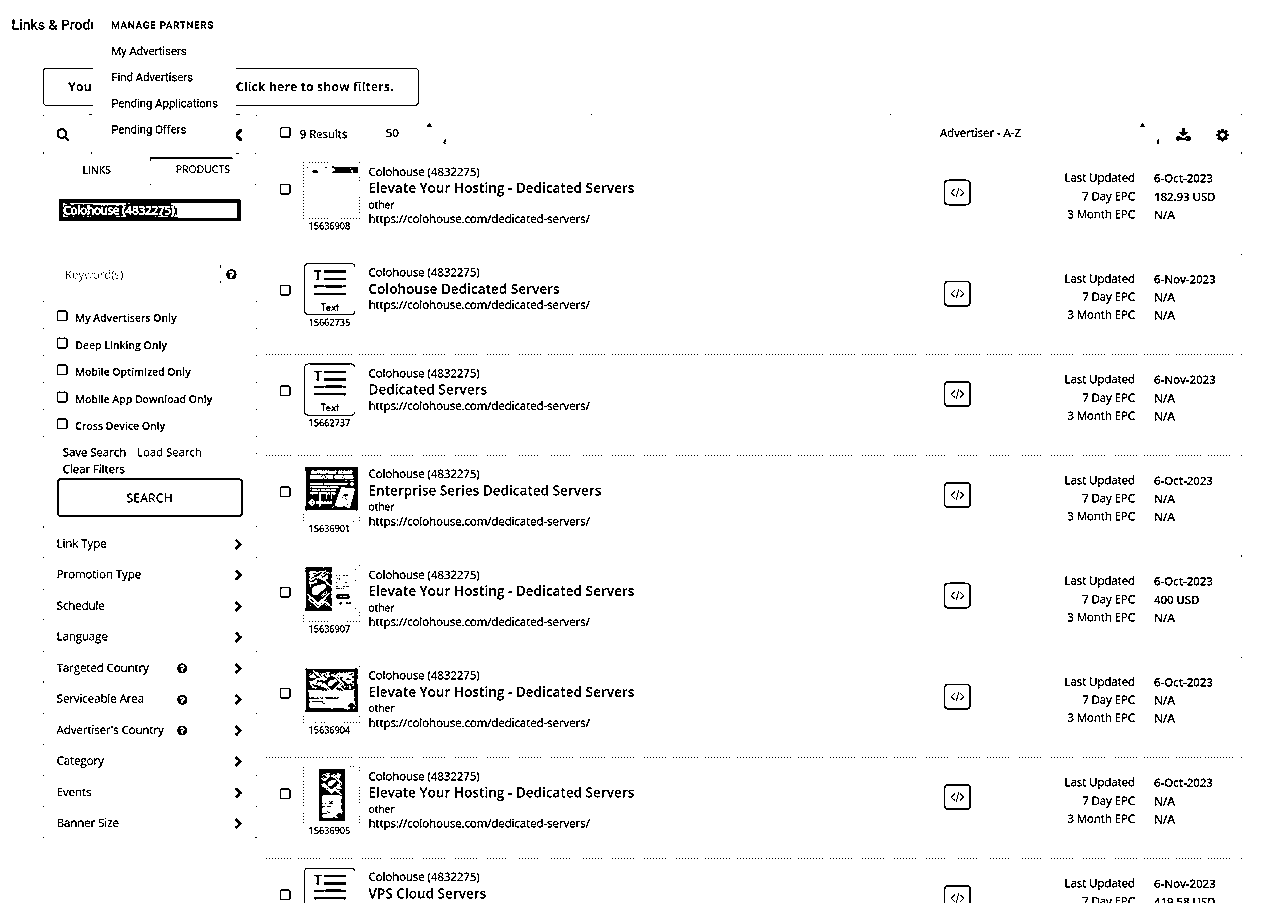 Links & Prod
MANAGE PARTNERS
My Advertisers
Find Advertisers
Pending Applications
Pending Offers
You
Click here to show filters.
9 Results
50
Advertiser - A-Z
LINKS
PRODUCTS
Colohouse (4832275)
Keyword(s)
My Advertisers Only
Deep Linking Only
Mobile Optimized Only
Mobile App Download Only
Cross Device Only
Save Search Load Search
Clear Filters
SEARCH
Link Type
Promotion Type
Schedule
Language
Targeted Country
Serviceable Area
Advertiser's Country
Category
Events
Banner Size
Colohouse (4832275)
Elevate Your Hosting - Dedicated Servers
other
https://colohouse.com/dedicated-servers/
15636908
</>
Last Updated 6-Oct-2023
7 Day EPC 182.93 USD
3 Month EPC N/A
Colohouse (4832275)
Colohouse Dedicated Servers
https://colohouse.com/dedicated-servers/
T
Text
15662735
</>
Last Updated 6-Nov-2023
7 Day EPC N/A
3 Month EPC N/A
Colohouse (4832275)
Dedicated Servers
https://colohouse.com/dedicated-servers/
T
Text
15662737
</>
Last Updated 6-Nov-2023
7 Day EPC N/A
3 Month EPC N/A
Colohouse (4832275)
Enterprise Series Dedicated Servers
other
https://colohouse.com/dedicated-servers/
15636901
</>
Last Updated 6-Oct-2023
7 Day EPC N/A
3 Month EPC N/A
Colohouse (4832275)
Elevate Your Hosting - Dedicated Servers
other
https://colohouse.com/dedicated-servers/
15636907
</>
Last Updated 6-Oct-2023
7 Day EPC 400 USD
3 Month EPC N/A
Colohouse (4832275)
Elevate Your Hosting - Dedicated Servers
other
https://colohouse.com/dedicated-servers/
15636904
</>
Last Updated 6-Oct-2023
7 Day EPC N/A
3 Month EPC N/A
Colohouse (4832275)
Elevate Your Hosting - Dedicated Servers
other
https://colohouse.com/dedicated-servers/
15636905
</>
Last Updated 6-Oct-2023
7 Day EPC N/A
3 Month EPC N/A
Colohouse (4832275)
VPS Cloud Servers
T
</>
Last Updated 6-Nov-2023
7 Day EPC 419.58 USD